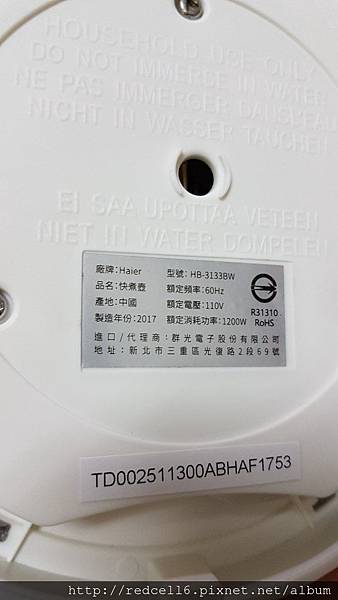 HOUSEHOLD USE ONLY
DO NOT IMMERSE IN WATER
NE PAS IMMERGER DANS L'EAU
NICHT IN WASSER TAUCHEN
EI SAA UPOTTAA VETEEN
NIET IN WATER DOMPELEN
廠牌:Haier 型號:HB-3133BW
品名:快煮壺 額定頻率:60Hz
產地:中國 額定電壓:110V
製造年份:2017 額定消耗功率:1200W
R31310
RoHS
進口/代理商:群光電子股份有限公司
地址:新北市三重區光復路2段69號
TD002511300ABHAF1753
http://redcell6.pixnet.net/album